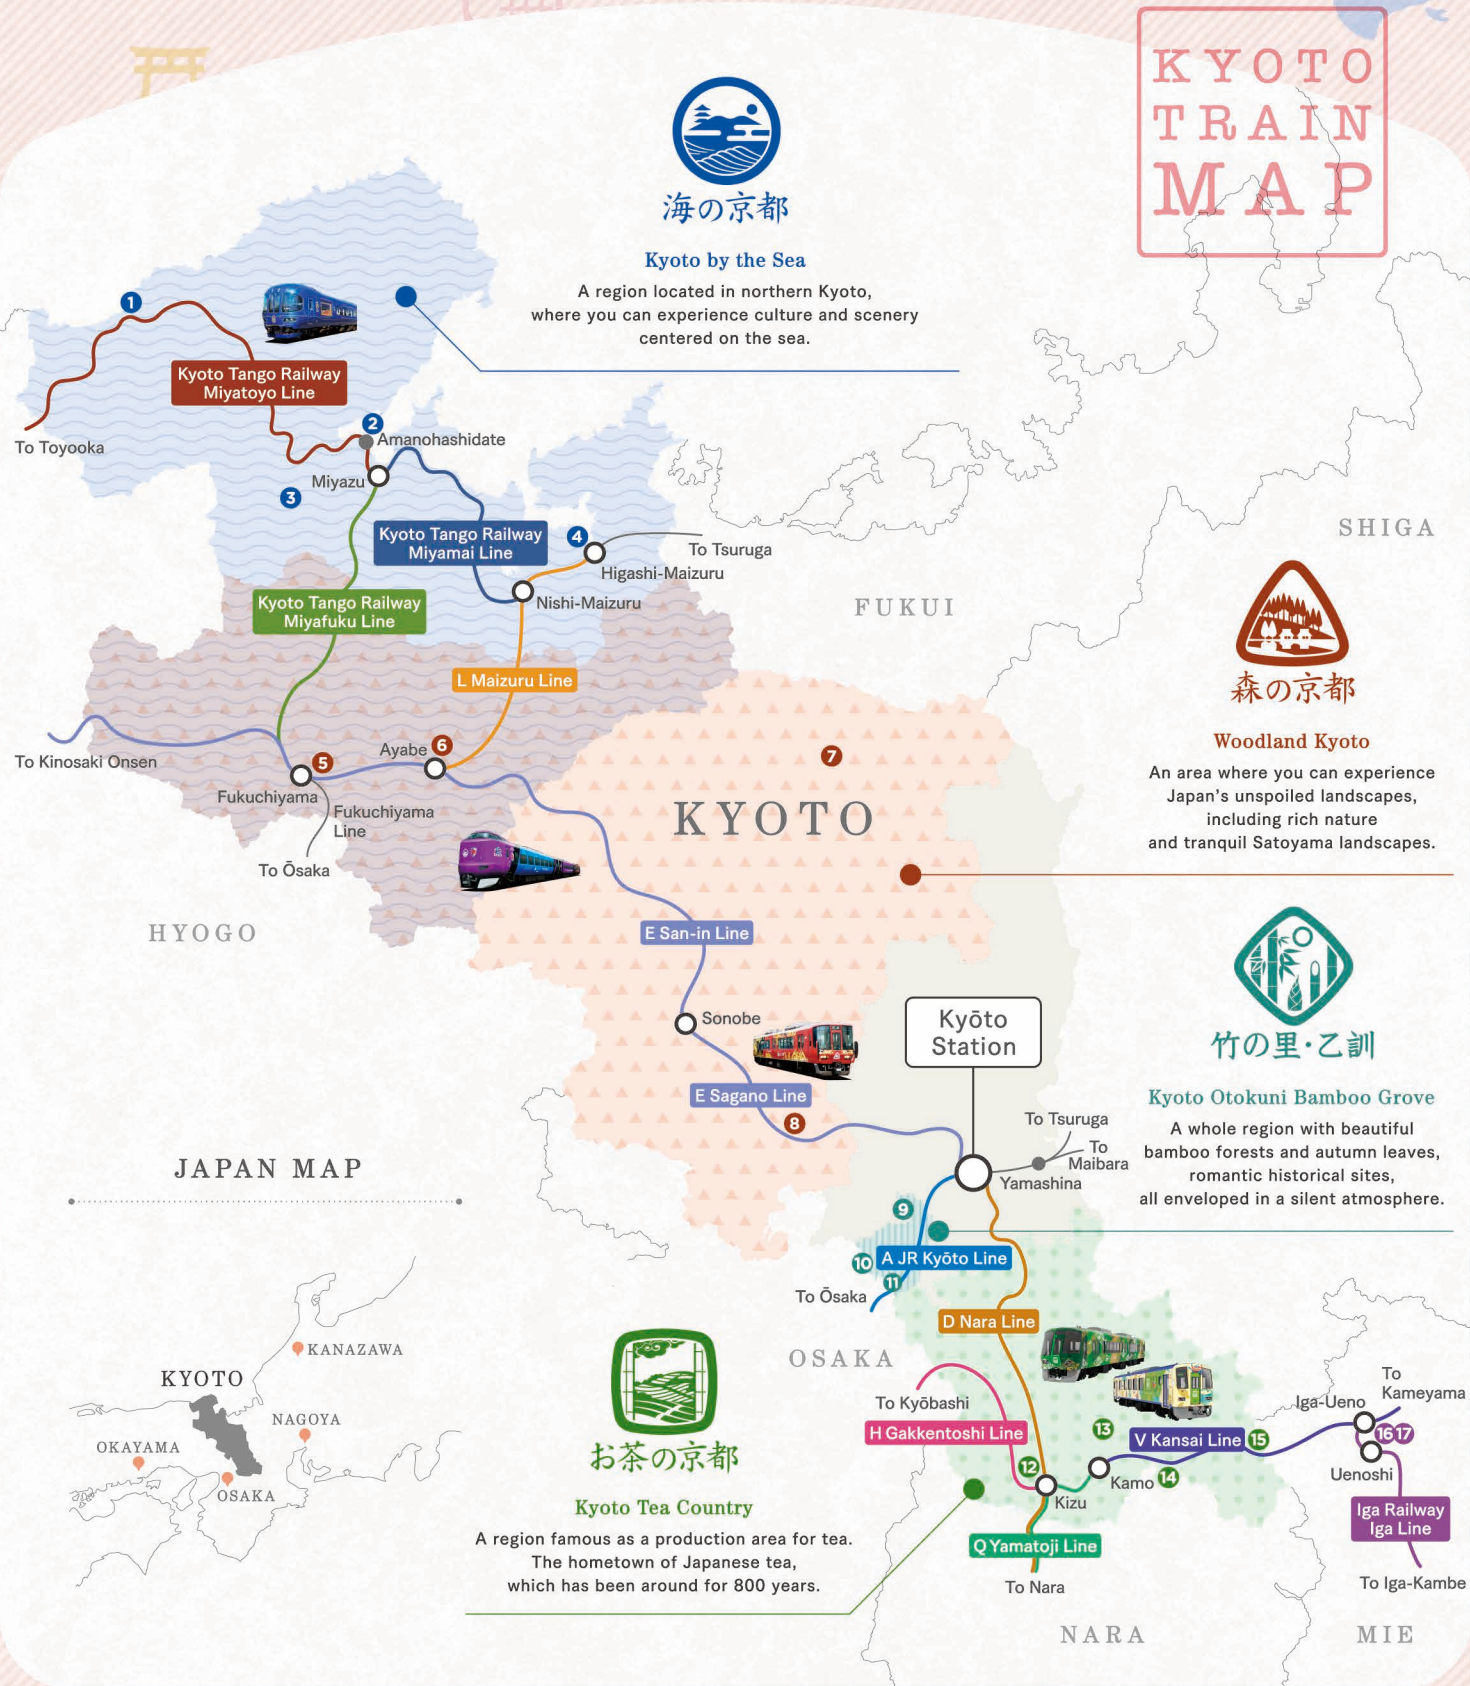 KYOTO
TRAIN
MAP
海の京都
Kyoto by the Sea
A region located in northern Kyoto,
where you can experience culture and scenery
centered on the sea.
1
Kyoto Tango Railway
Miyatoyo Line
To Toyooka
2
Amanohashidate
Miyazu
3
Kyoto Tango Railway
Miyamai Line
4
To Tsuruga
Higashi-Maizuru
Nishi-Maizuru
Kyoto Tango Railway
Miyafuku Line
L Maizuru Line
FUKUI
SHIGA
森の京都
Woodland Kyoto
An area where you can experience
Japan's unspoiled landscapes,
including rich nature
and tranquil Satoyama landscapes.
To Kinosaki Onsen
5
Ayabe
6
7
Fukuchiyama
Fukuchiyama
Line
To Ōsaka
KYOTO
HYOGO
E San-in Line
Sonobe
Kyōto
Station
竹の里・乙訓
Kyoto Otokuni Bamboo Grove
A whole region with beautiful
bamboo forests and autumn leaves,
romantic historical sites,
all enveloped in a silent atmosphere.
E Sagano Line
8
To Tsuruga
To
Maibara
Yamashina
9
10
A JR Kyōto Line
11
To Ōsaka
D Nara Line
JAPAN MAP
KANAZAWA
KYOTO
NAGOYA
OKAYAMA
OSAKA
お茶の京都
Kyoto Tea Country
A region famous as a production area for tea.
The hometown of Japanese tea,
which has been around for 800 years.
OSAKA
To Kyōbashi
H Gakkentoshi Line
12
13
V Kansai Line
15
Kizu
Kamo
14
Q Yamatoji Line
To Nara
Iga-Ueno
To
Kameyama
16
17
Uenoshi
Iga Railway
Iga Line
To Iga-Kambe
NARA
MIE